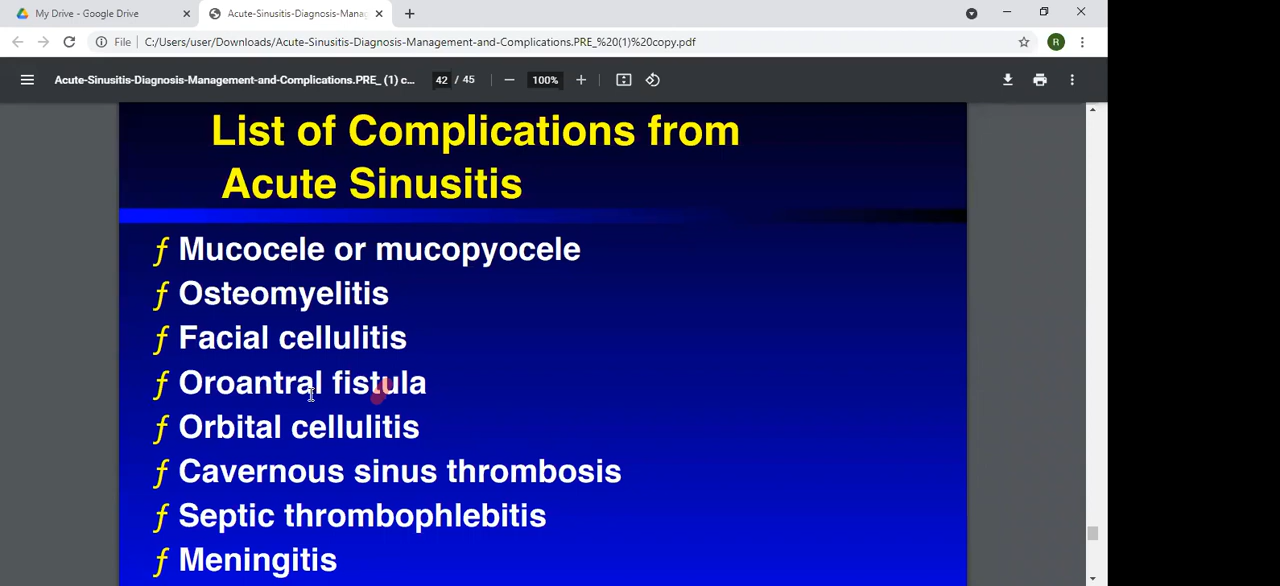 My Drive - Google Drive
Acute-Sinusitis-Diagnosis-Mana
File C:/Users/user/Downloads/Acute-Sinusitis-Diagnosis-Management-and-Complications.PRE_%20(1)%20copy.pdf
R
Acute-Sinusitis-Diagnosis-Management-and-Complications.PRE_ (1) c... 42 / 45 100%
List of Complications from
Acute Sinusitis
ƒ Mucocele or mucopyocele
ƒ Osteomyelitis
ƒ Facial cellulitis
ƒ Oroantral fistula
ƒ Orbital cellulitis
ƒ Cavernous sinus thrombosis
ƒ Septic thrombophlebitis
ƒ Meningitis